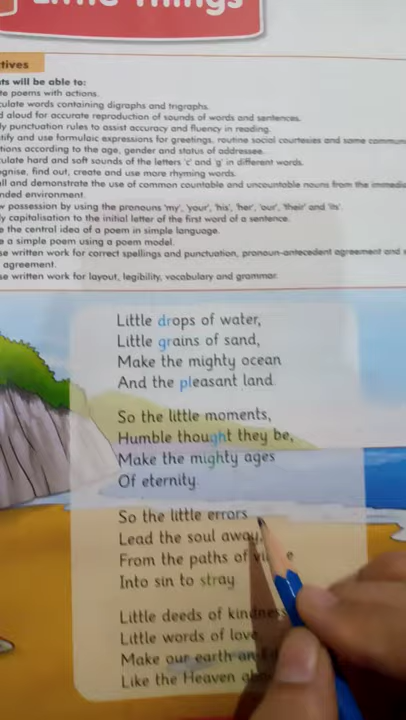 Little Things
tives
ts will be able to:
te poems with actions.
culate words containing digraphs and trigraphs.
d aloud for accurate reproduction of sounds of words and sentences.
ly punctuation rules to assist accuracy and fluency in reading.
tify and use formulaic expressions for greetings, routine social courtesies and some commun
tions according to the age, gender and status of addressee.
culate hard and soft sounds of the letters 'c' and 'g' in different words.
ognise, find out, create and use more rhyming words.
all and demonstrate the use of common countable and uncountable nouns from the immedia
nded environment.
w possession by using the pronouns 'my', 'your', 'his', 'her', 'our', 'their' and 'its'.
ly capitalisation to the initial letter of the first word of a sentence.
e the central idea of a poem in simple language.
e a simple poem using a poem model.
se written work for correct spellings and punctuation, pronoun-antecedent agreement and
agreement.
se written work for layout, legibility, vocabulary and grammar.
Little drops of water,
Little grains of sand,
Make the mighty ocean
And the pleasant land.
So the little moments,
Humble thought they be,
Make the mighty ages
Of eternity.
So the little errors
Lead the soul away,
From the paths of
Into sin to stray.
Little deeds of kindness
Little words of love,
Make our earth an
Like the Heaven